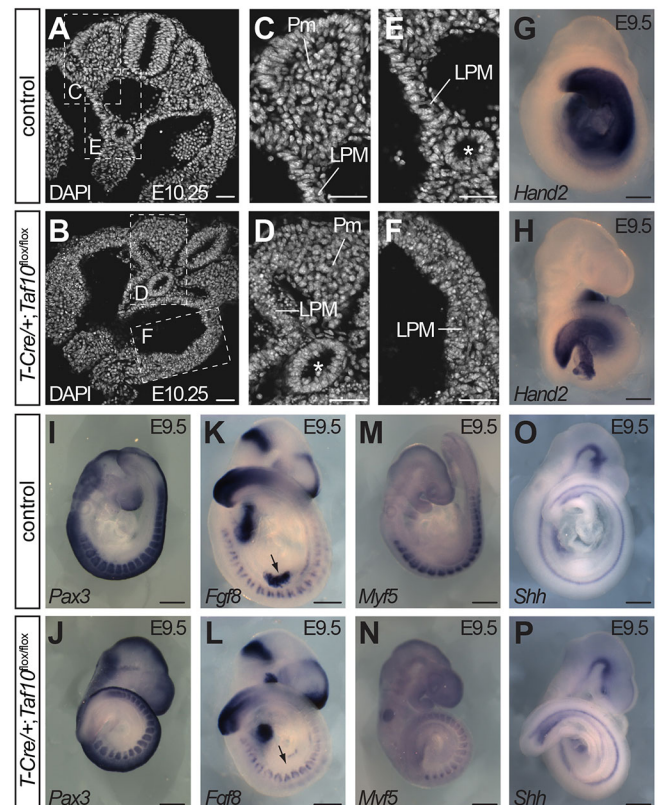 control
A
C
E
DAPI
E10.25
C
Pm
LPM
E
LPM
*
G
E9.5
Hand2
T-Cre/+; Taf10flox/flox
B
D
F
DAPI
E10.25
D
Pm
LPM
*
F
LPM
H
E9.5
Hand2
control
I
E9.5
Pax3
K
E9.5
Fgf8
M
E9.5
Myf5
O
E9.5
Shh
T-Cre/+; Taf10flox/flox
J
E9.5
Pax3
L
E9.5
Fgf8
N
E9.5
Myf5
P
E9.5
Shh